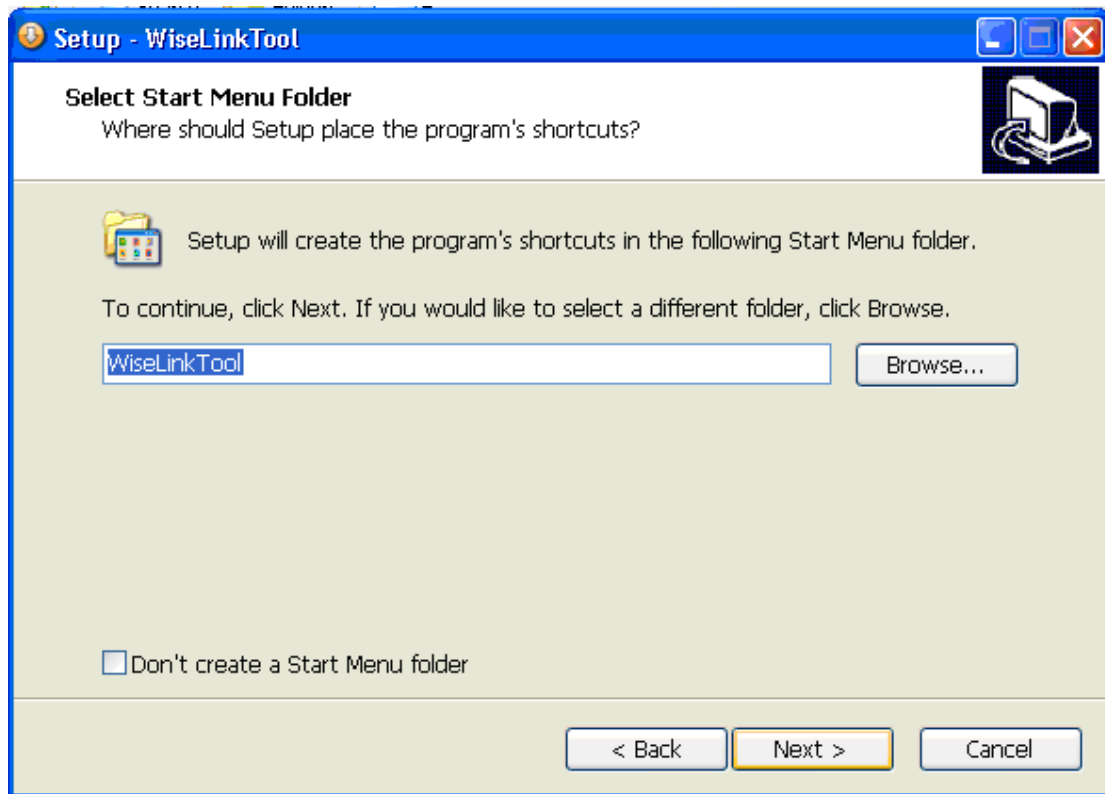 Setup - WiseLinkTool
Select Start Menu Folder
Where should Setup place the program's shortcuts?
Setup will create the program's shortcuts in the following Start Menu folder.
To continue, click Next. If you would like to select a different folder, click Browse.
WiseLinkTool
Browse...
Don't create a Start Menu folder
< Back
Next >
Cancel